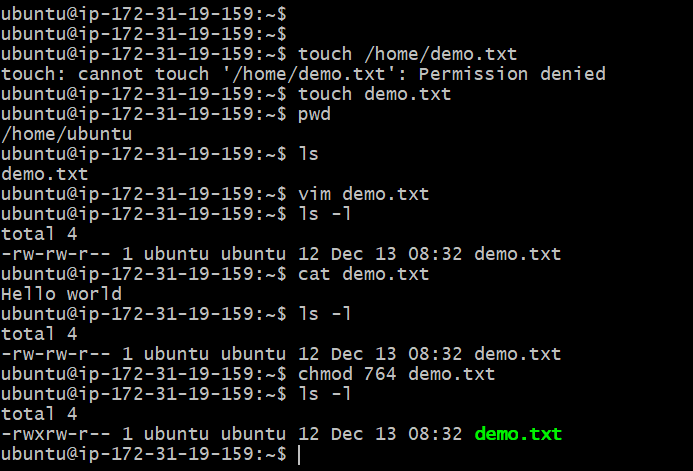 ubuntu@ip-172-31-19-159:~$
ubuntu@ip-172-31-19-159:~$
ubuntu@ip-172-31-19-159:~$ touch /home/demo.txt
touch: cannot touch '/home/demo.txt': Permission denied
ubuntu@ip-172-31-19-159:~$ touch demo.txt
ubuntu@ip-172-31-19-159:~$ pwd
/home/ubuntu
ubuntu@ip-172-31-19-159:~$ ls
demo.txt
ubuntu@ip-172-31-19-159:~$ vim demo.txt
ubuntu@ip-172-31-19-159:~$ ls -l
total 4
-rw-rw-r-- 1 ubuntu ubuntu 12 Dec 13 08:32 demo.txt
ubuntu@ip-172-31-19-159:~$ cat demo.txt
Hello world
ubuntu@ip-172-31-19-159:~$ ls -l
total 4
-rw-rw-r-- 1 ubuntu ubuntu 12 Dec 13 08:32 demo.txt
ubuntu@ip-172-31-19-159:~$ chmod 764 demo.txt
ubuntu@ip-172-31-19-159:~$ ls -l
total 4
-rwxrw-r-- 1 ubuntu ubuntu 12 Dec 13 08:32 demo.txt
ubuntu@ip-172-31-19-159:~$